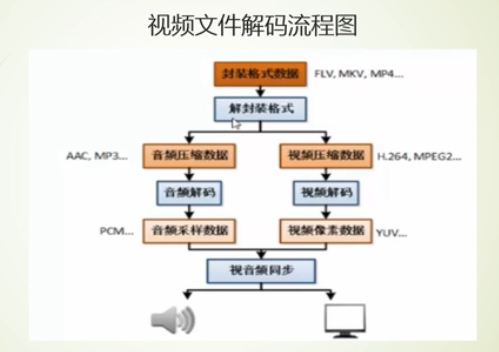 视频文件解码流程图
封装格式数据 FLV, MKV, MP4...
解封装格式
AAC, MP3... 音频压缩数据 视频压缩数据 H.264, MPEG2...
音频解码 视频解码
PCM... 音频采样数据 视频像素数据 YUV...
视音频同步